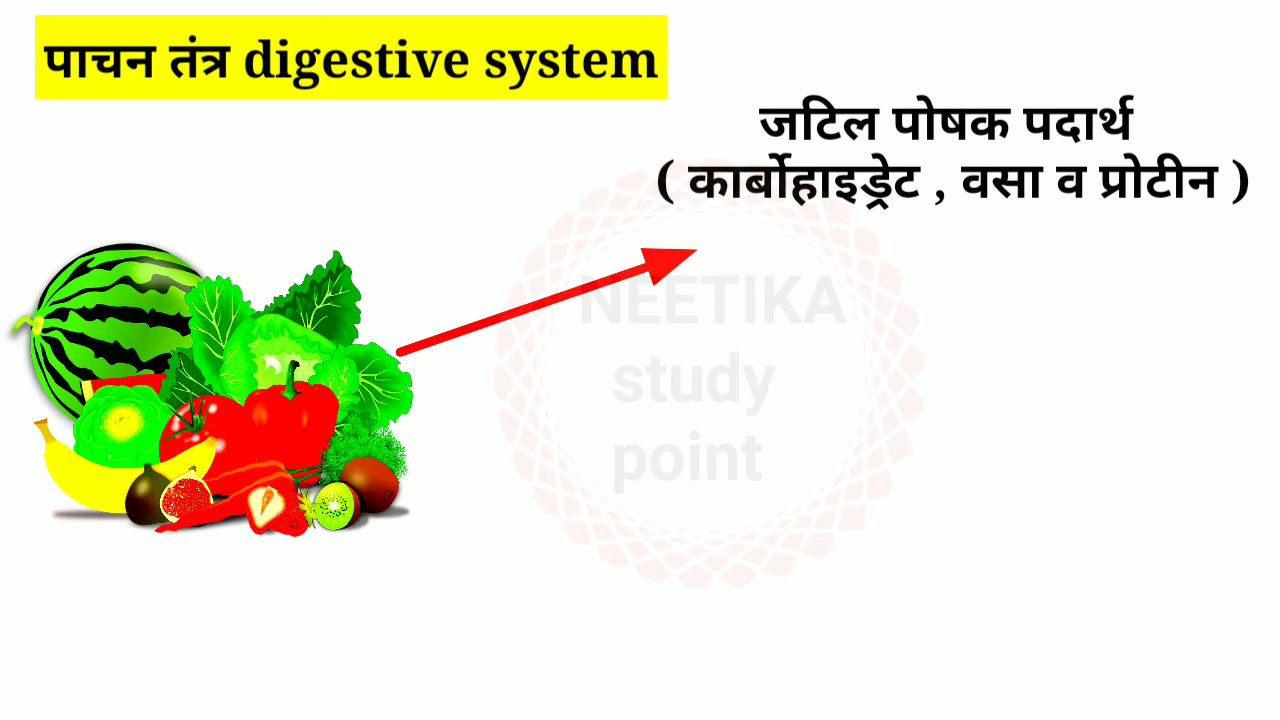 पाचन तंत्र digestive system
जटिल पोषक पदार्थ
( कार्बोहाइड्रेट , वसा व प्रोटीन )
NEETIKA
study
point